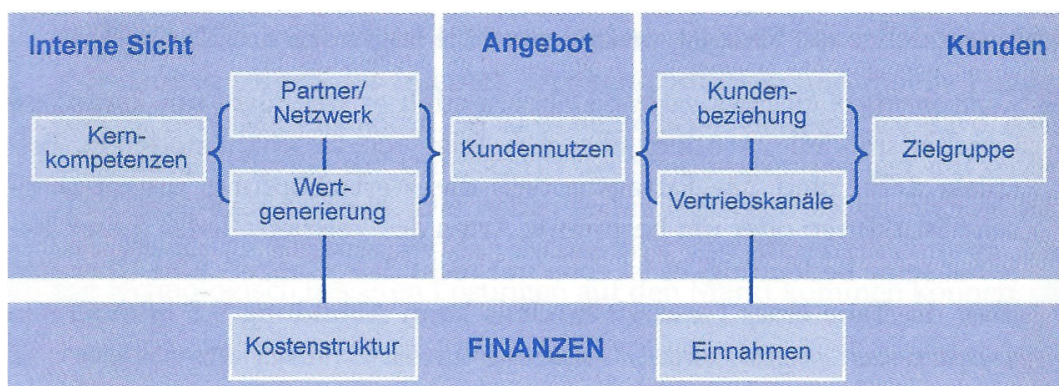 Interne Sicht
Angebot
Kunden
Partner/
Netzwerk
Kunden-
beziehung
Kern-
kompetenzen
Kundennutzen
Zielgruppe
Wert-
generierung
Vertriebskanäle
Kostenstruktur
FINANZEN
Einnahmen